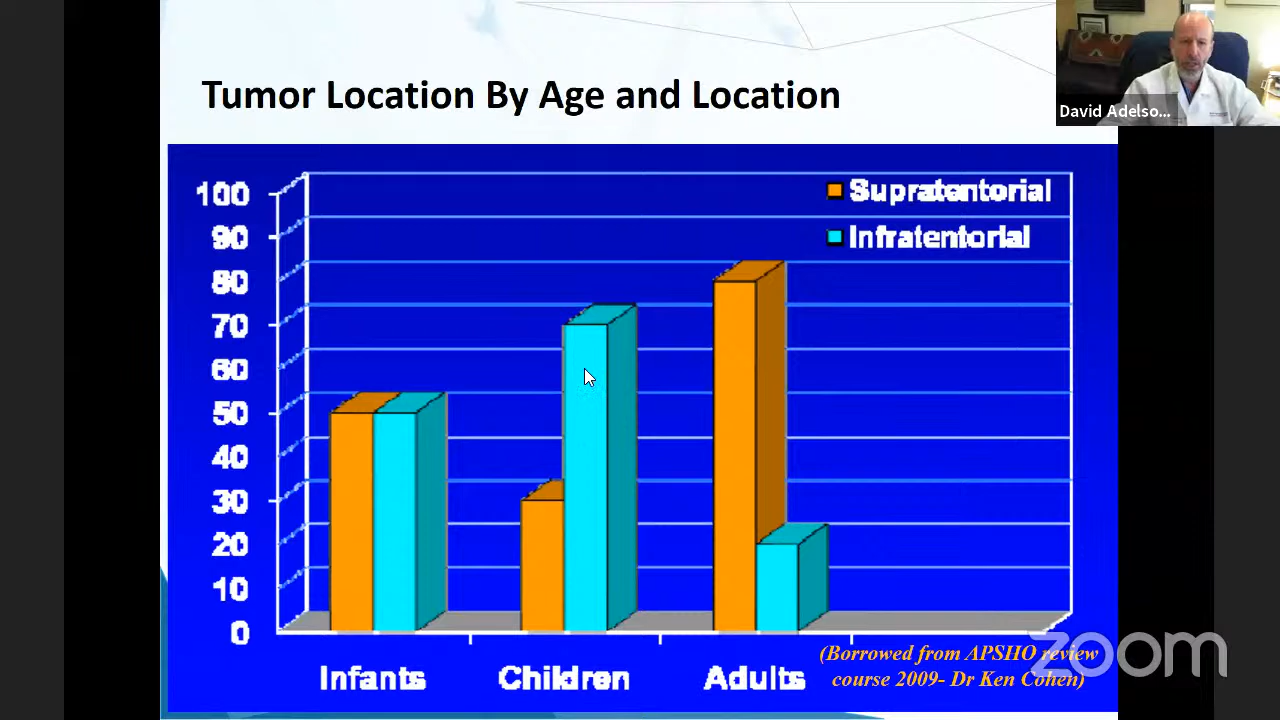 Tumor Location By Age and Location
David Adelso...
Supratentorial
Infratentorial
100
90
80
70
60
50
40
30
20
10
0
Infants Children Adults
(Borrowed from APSHO review
course 2009- Dr Ken Cohen)
zoom